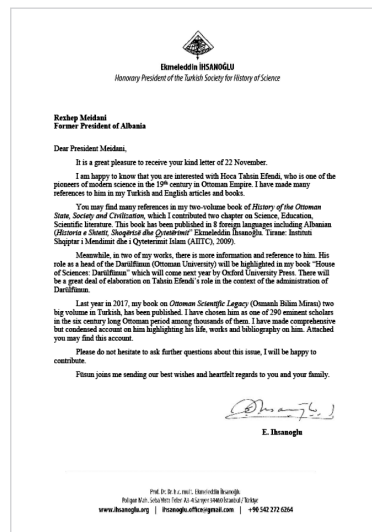 Ekmeleddin İHSANOĞLU
Honorary President of the Turkish Society for History of Science
Rexhep Meidani
Former President of Albania
Dear President Meidani,
It is a great pleasure to receive your kind letter of 22 November.
I am happy to know that you are interested with Hoca Tahsin Efendi, who is one of the
pioneers of modern science in the 19th century in Ottoman Empire. I have made many
references to him in my Turkish and English articles and books.
You may find many references in my two-volume book of History of the Ottoman
State, Society and Civilization, which I contributed two chapter on Science, Education,
Scientific literature. This book has been published in 8 foreign languages including Albanian
(Historia e Shtetit, Shoqërisë dhe Qytetërimit" Ekmeleddin İhsanoğlu. Tirane: Instituti
Shqiptar i Mendimit dhe i Qyterimit Islam (AIITC), 2009).
Meanwhile, in two of my works, there is more information and reference to him. His
role as a head of the Darülfünun (Ottoman University) will be highlighted in my book "House
of Sciences: Darülfünun" which will come next year by Oxford University Press. There will
be a great deal of elaboration on Tahsin Efendi's role in the context of the administration of
Darülfünun.
Last year in 2017, my book on Ottoman Scientific Legacy (Osmanlı Bilim Mirası) two
big volume in Turkish, has been published. I have chosen him as one of 290 eminent scholars
in the six century long Ottoman period among thousands of them. I have made comprehensive
but condensed account on him highlighting his life, works and bibliography on him. Attached
you may find this account.
Please do not hesitate to ask further questions about this issue, I will be happy to
contribute.
Füsun joins me sending our best wishes and heartfelt regards to you and your family.
E. Ihsanoglu
Prof. Dr. Dr. h.c. mult. Ekmeleddin İhsanoğlu
www.ihsanoglu.org | ihsanoglu.office@gmail.com | +90 542 272 6264